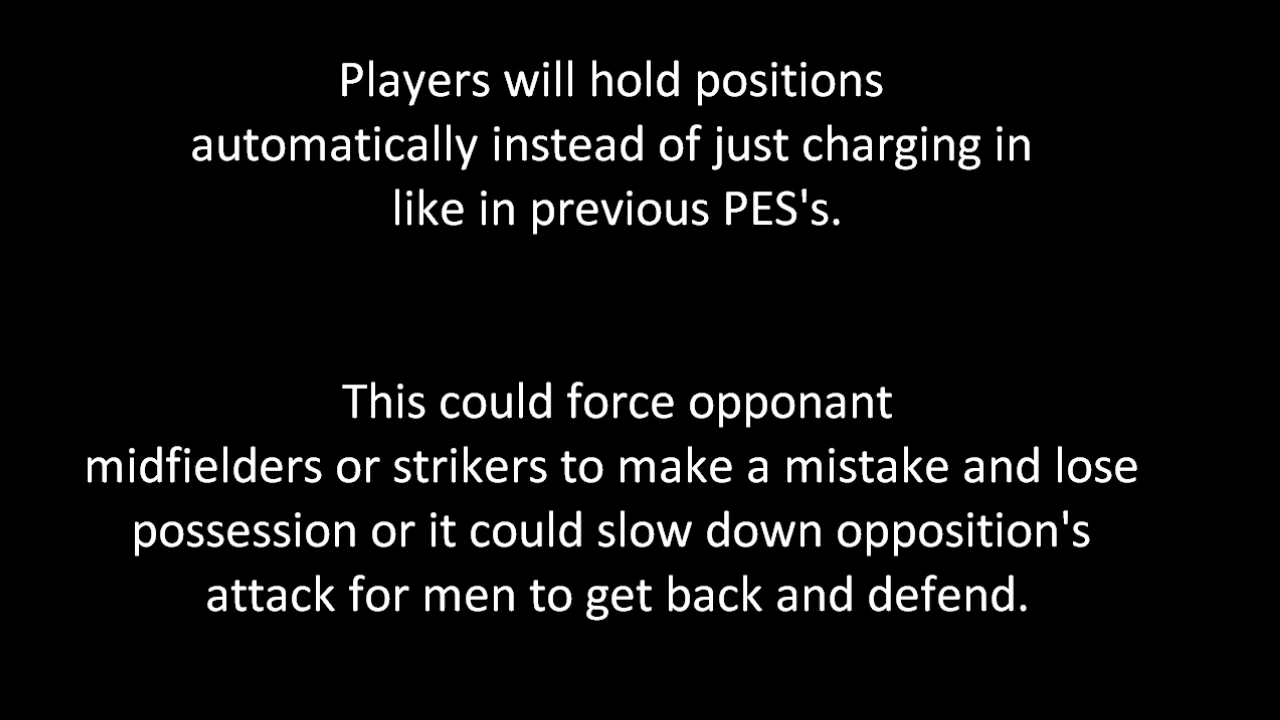 Players will hold positions
automatically instead of just charging in
like in previous PES's.
This could force opponant
midfielders or strikers to make a mistake and lose
possession or it could slow down opposition's
attack for men to get back and defend.